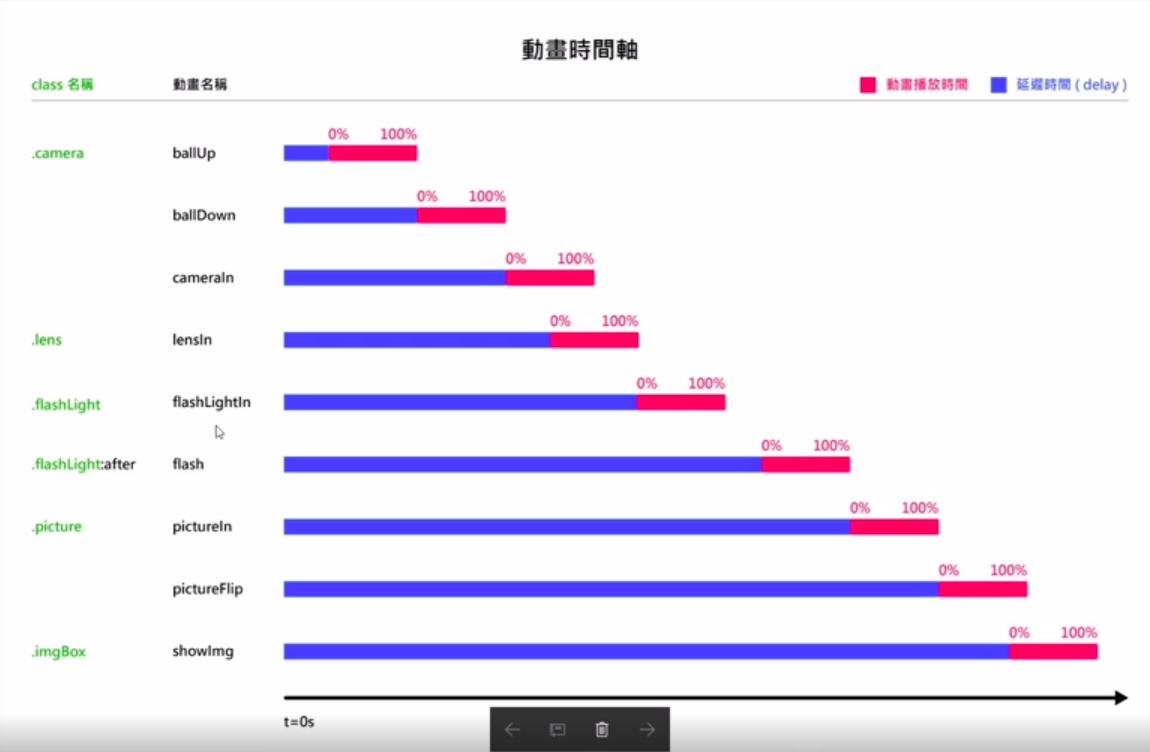 動畫時間軸
class 名稱 動畫名稱 動畫播放時間 延遲時間 ( delay )
0% 100%
.camera ballUp
0% 100%
ballDown
0% 100%
cameraIn
0% 100%
.lens lensIn
0% 100%
.flashLight flashLightIn
0% 100%
.flashLight:after flash
0% 100%
.picture pictureIn
0% 100%
pictureFlip
0% 100%
.imgBox showImg
t=0s